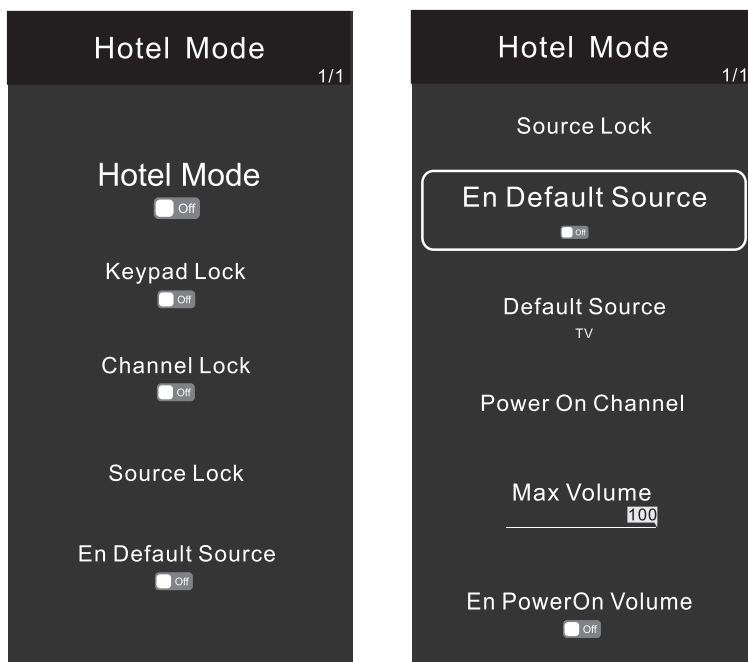 Hotel Mode
1/1
Hotel Mode
Off
Keypad Lock
Off
Channel Lock
Off
Source Lock
En Default Source
Off
Hotel Mode
1/1
Source Lock
En Default Source
Off
Default Source
TV
Power On Channel
Max Volume
100
En PowerOn Volume
Off